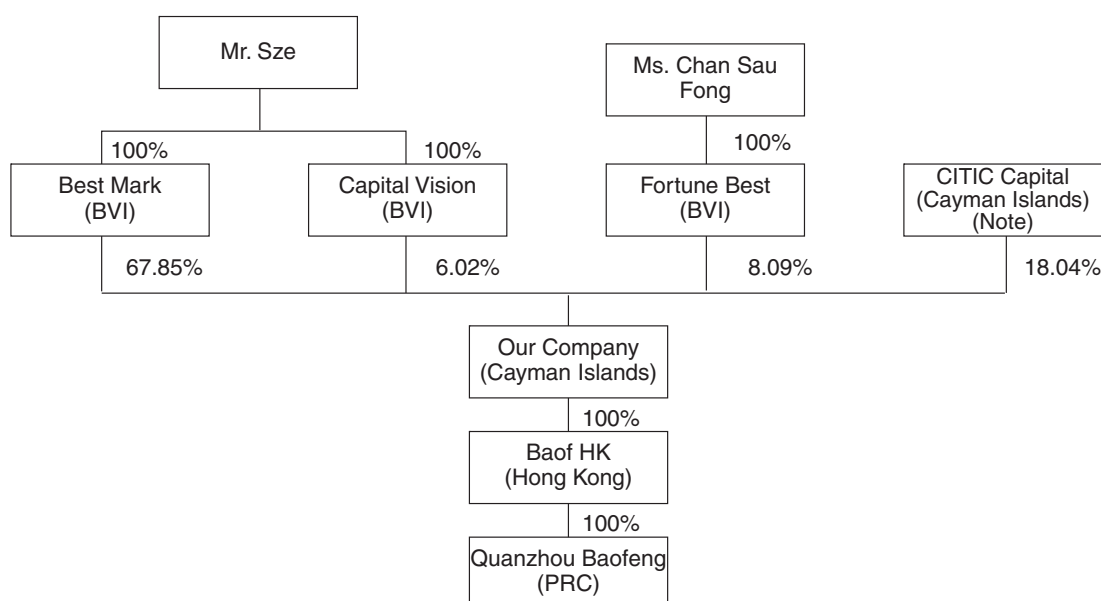 Mr. Sze
Ms. Chan Sau
Fong
100%
100%
100%
Best Mark
(BVI)
Capital Vision
(BVI)
Fortune Best
(BVI)
CITIC Capital
(Cayman Islands)
(Note)
67.85%
6.02%
8.09%
18.04%
Our Company
(Cayman Islands)
100%
Baof HK
(Hong Kong)
100%
Quanzhou Baofeng
(PRC)